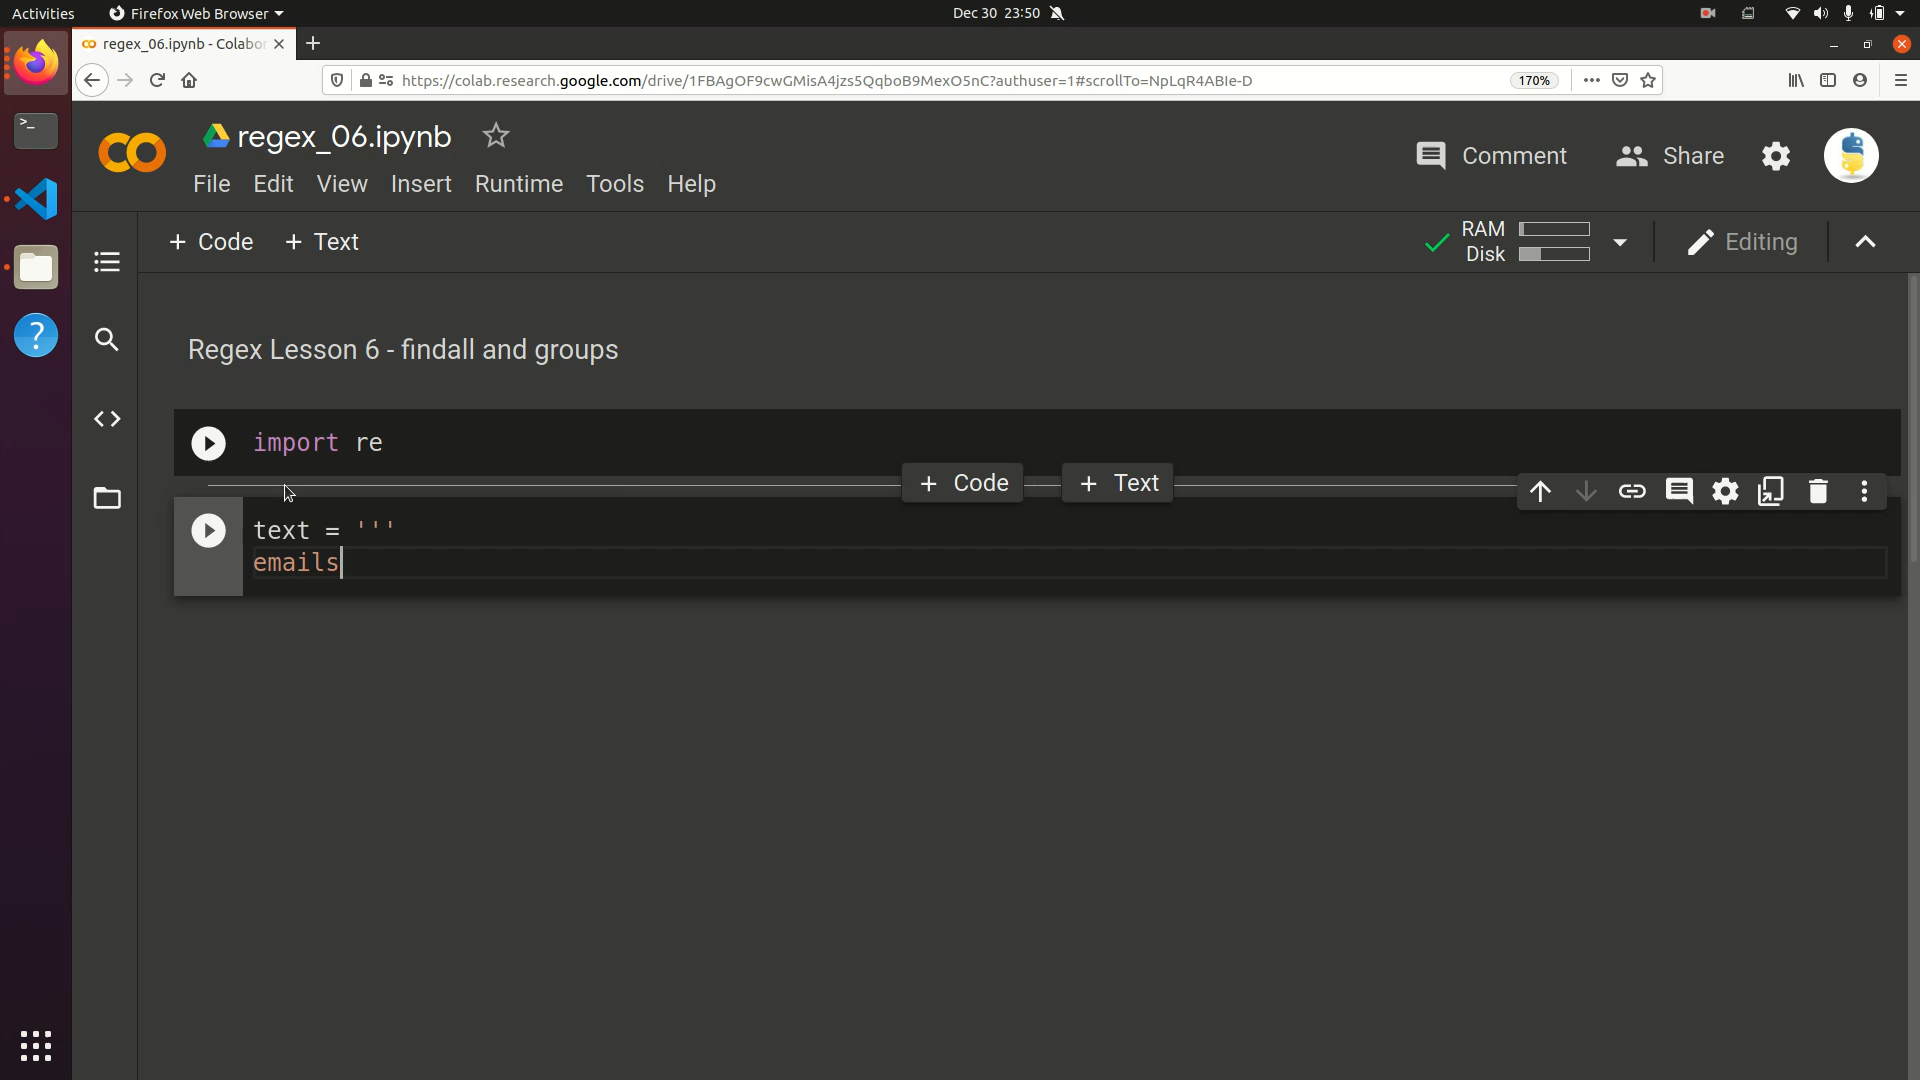 Activities
Firefox Web Browser
Dec 30 23:50
regex_06.ipynb - Colabor
https://colab.research.google.com/drive/1FBAgOF9cwGMisA4jzs5QqboB9MexO5nC?authuser=1#scrollTo=NpLqR4ABIe-D
170%
regex_06.ipynb
File Edit View Insert Runtime Tools Help
Comment
Share
+ Code + Text
RAM
Disk
Editing
Regex Lesson 6 - findall and groups
import re
+ Code
+ Text
text = '''
emails